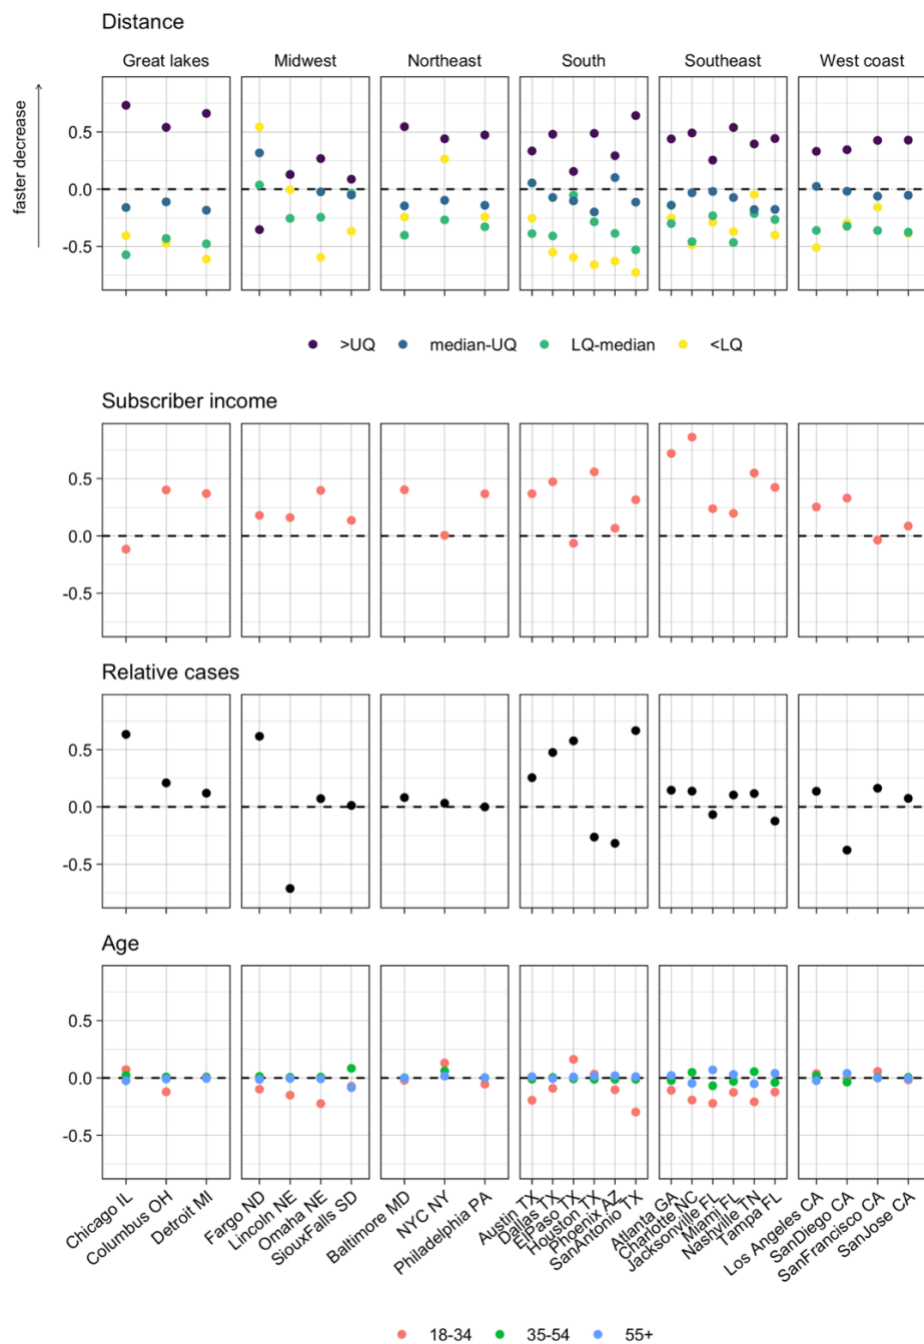 Distance
Great lakes Midwest Northeast South Southeast West coast
faster decrease
0.5
0.0
-0.5
>UQ median-UQ LQ-median <LQ
Subscriber income
0.5
0.0
-0.5
Relative cases
0.5
0.0
-0.5
Age
0.5
0.0
-0.5
Chicago IL
Columbus OH
Detroit MI
Fargo ND
Lincoln NE
Omaha NE
SiouxFalls SD
Baltimore MD
NYC NY
Philadelphia PA
Austin TX
Dallas TX
ElPaso TX
Houston TX
Phoenix AZ
SanAntonio TX
Atlanta GA
Charlotte NC
Jacksonville FL
Miami FL
Nashville TN
Tampa FL
Los Angeles CA
SanDiego CA
SanFrancisco CA
SanJose CA
18-34 35-54 55+